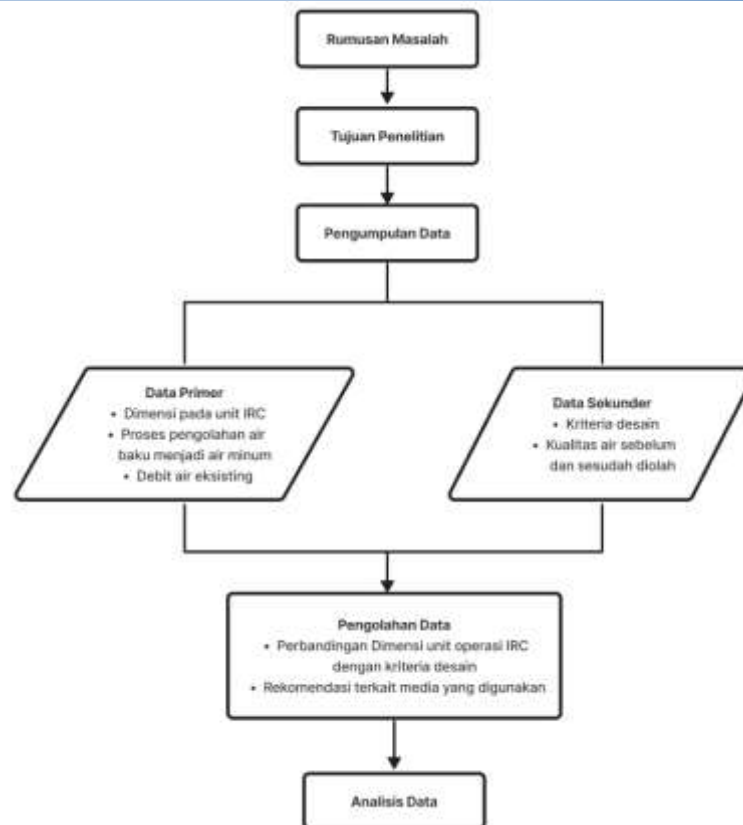 Rumusan Masalah
Tujuan Penelitian
Pengumpulan Data
Data Primer
• Dimensi pada unit IRC
• Proses pengolahan air
baku menjadi air minum
• Debit air eksisting
Data Sekunder
• Kriteria desain
• Kualitas air sebelum
dan sesudah diolah
Pengolahan Data
• Perbandingan Dimensi unit operasi IRC
dengan kriteria desain
• Rekomendasi terkait media yang digunakan
Analisis Data